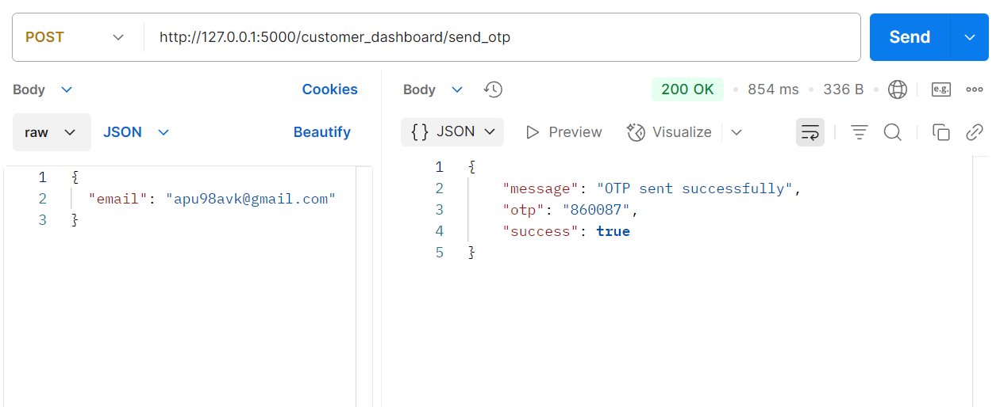 POST http://127.0.0.1:5000/customer_dashboard/send_otp Send
Body Cookies
raw JSON Beautify
1 {
2 "email": "apu98avk@gmail.com"
3 }
Body 200 OK • 854 ms • 336 B • e.g.
{} JSON Preview Visualize
1 {
2 "message": "OTP sent successfully",
3 "otp": "860087",
4 "success": true
5 }